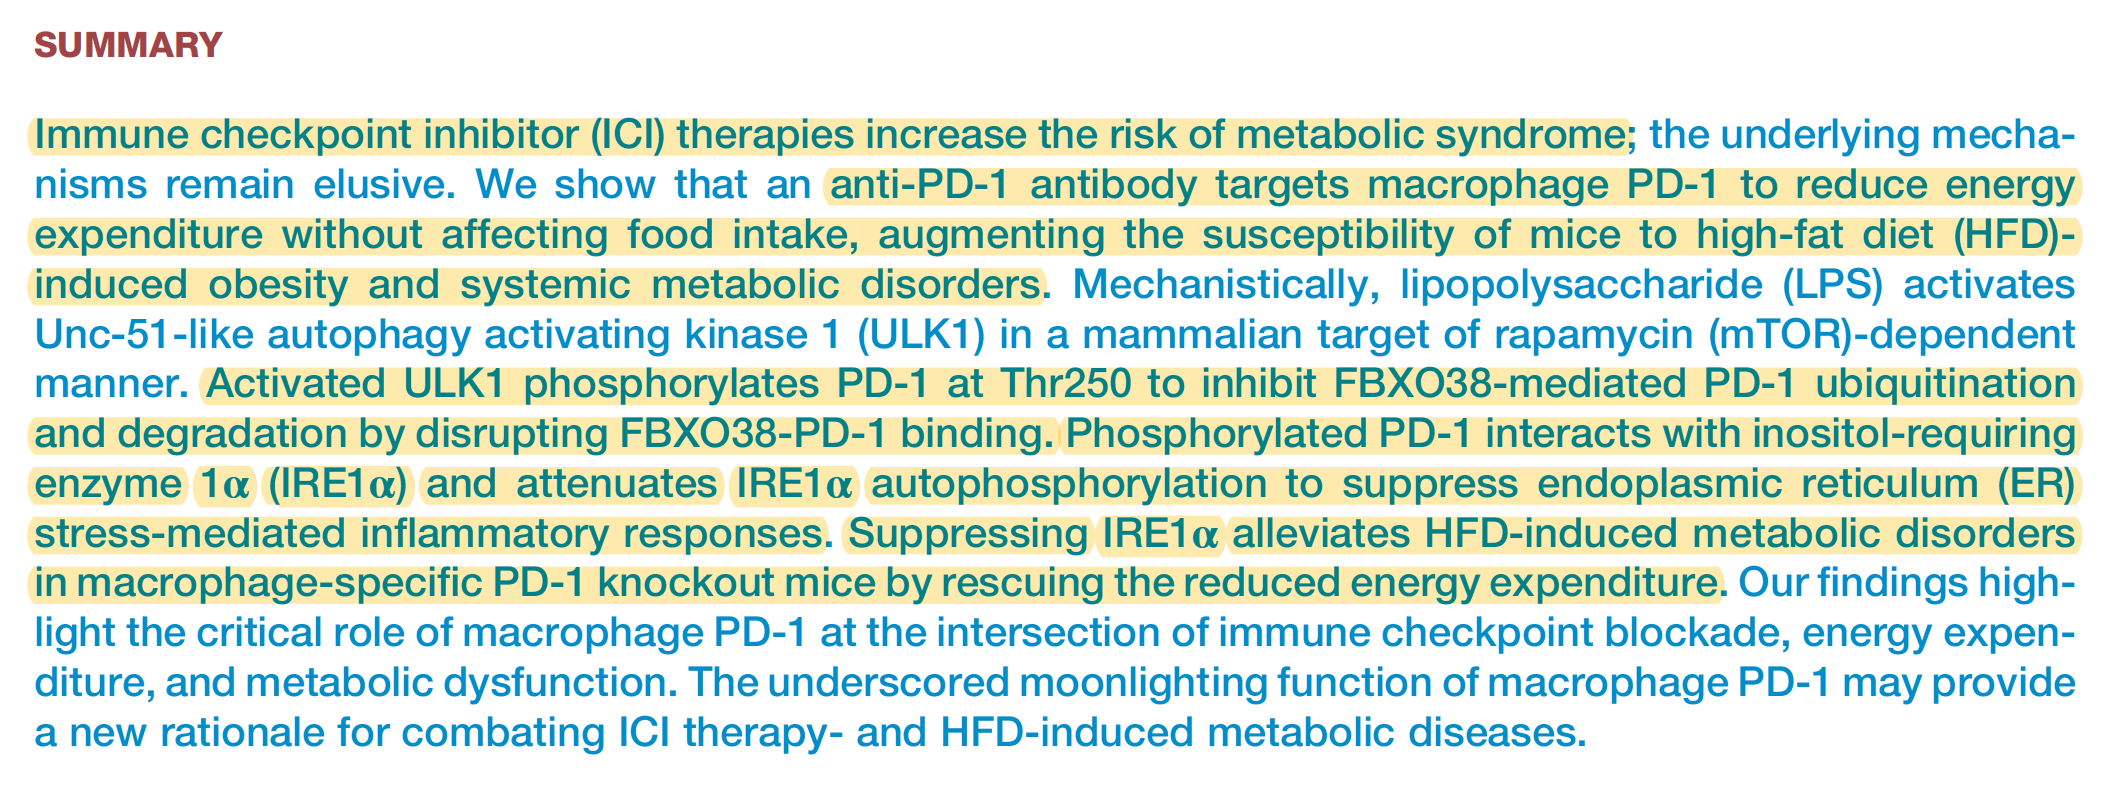 SUMMARY
Immune checkpoint inhibitor (ICI) therapies increase the risk of metabolic syndrome; the underlying mecha-
nisms remain elusive. We show that an anti-PD-1 antibody targets macrophage PD-1 to reduce energy
expenditure without affecting food intake, augmenting the susceptibility of mice to high-fat diet (HFD)-
induced obesity and systemic metabolic disorders. Mechanistically, lipopolysaccharide (LPS) activates
Unc-51-like autophagy activating kinase 1 (ULK1) in a mammalian target of rapamycin (mTOR)-dependent
manner. Activated ULK1 phosphorylates PD-1 at Thr250 to inhibit FBXO38-mediated PD-1 ubiquitination
and degradation by disrupting FBXO38-PD-1 binding. Phosphorylated PD-1 interacts with inositol-requiring
enzyme 1α (IRE1α) and attenuates IRE1α autophosphorylation to suppress endoplasmic reticulum (ER)
stress-mediated inflammatory responses. Suppressing IRE1α alleviates HFD-induced metabolic disorders
in macrophage-specific PD-1 knockout mice by rescuing the reduced energy expenditure. Our findings high-
light the critical role of macrophage PD-1 at the intersection of immune checkpoint blockade, energy expen-
diture, and metabolic dysfunction. The underscored moonlighting function of macrophage PD-1 may provide
a new rationale for combating ICI therapy- and HFD-induced metabolic diseases.